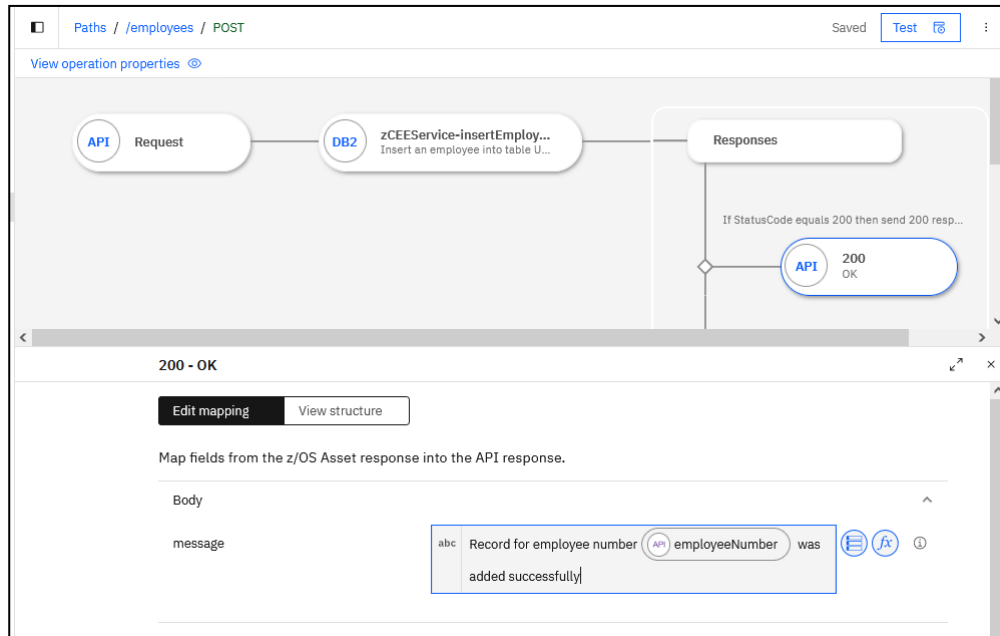 Paths / /employees / POST
Saved
Test
View operation properties
API Request
DB2 zCEEService-insertEmploy...
Insert an employee into table U...
Responses
If StatusCode equals 200 then send 200 resp...
API 200
OK
200 - OK
Edit mapping View structure
Map fields from the z/OS Asset response into the API response.
Body
message
abc Record for employee number API employeeNumber was
added successfully
fx